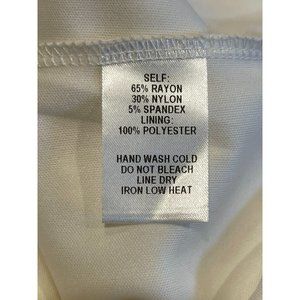 SELF:
65% RAYON
30% NYLON
5% SPANDEX
LINING:
100% POLYESTER
HAND WASH COLD
DO NOT BLEACH
LINE DRY
IRON LOW HEAT